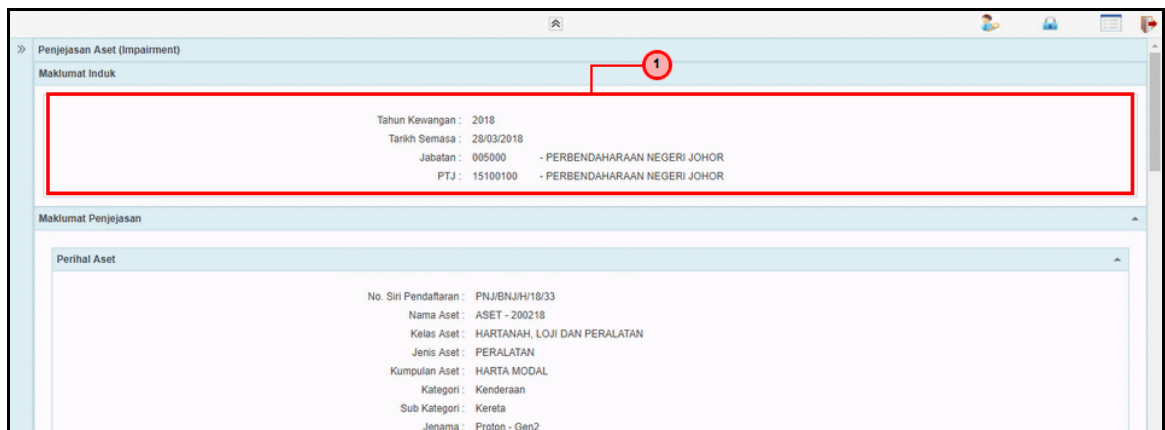 Penjejasan Aset (Impairment)
Maklumat Induk
1
Tahun Kewangan : 2018
Tarikh Semasa : 28/03/2018
Jabatan : 005000 - PERBENDAHARAAN NEGERI JOHOR
PTJ : 15100100 - PERBENDAHARAAN NEGERI JOHOR
Maklumat Penjejasan
Perihal Aset
No. Siri Pendaftaran : PNJ/BNJ/H/18/33
Nama Aset : ASET - 200218
Kelas Aset : HARTANAH, LOJI DAN PERALATAN
Jenis Aset : PERALATAN
Kumpulan Aset : HARTA MODAL
Kategori : Kenderaan
Sub Kategori : Kereta
Jenama : Proton - Gen2